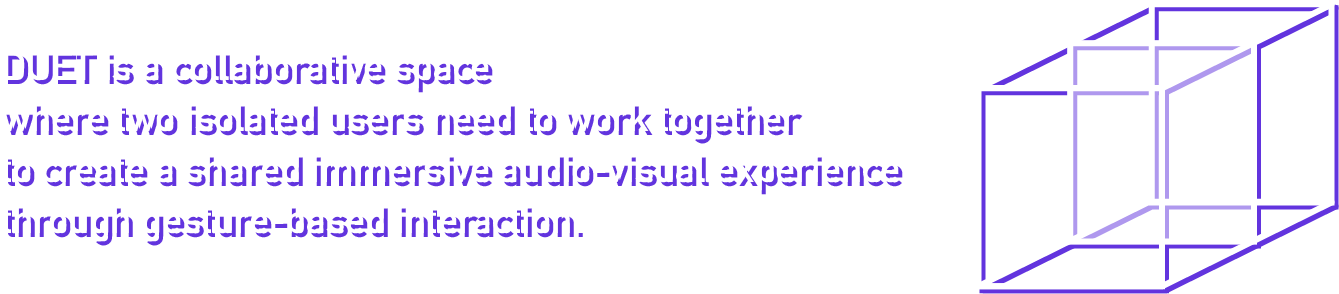 DUET is a collaborative space
where two isolated users need to work together
to create a shared immersive audio-visual experience
through gesture-based interaction.